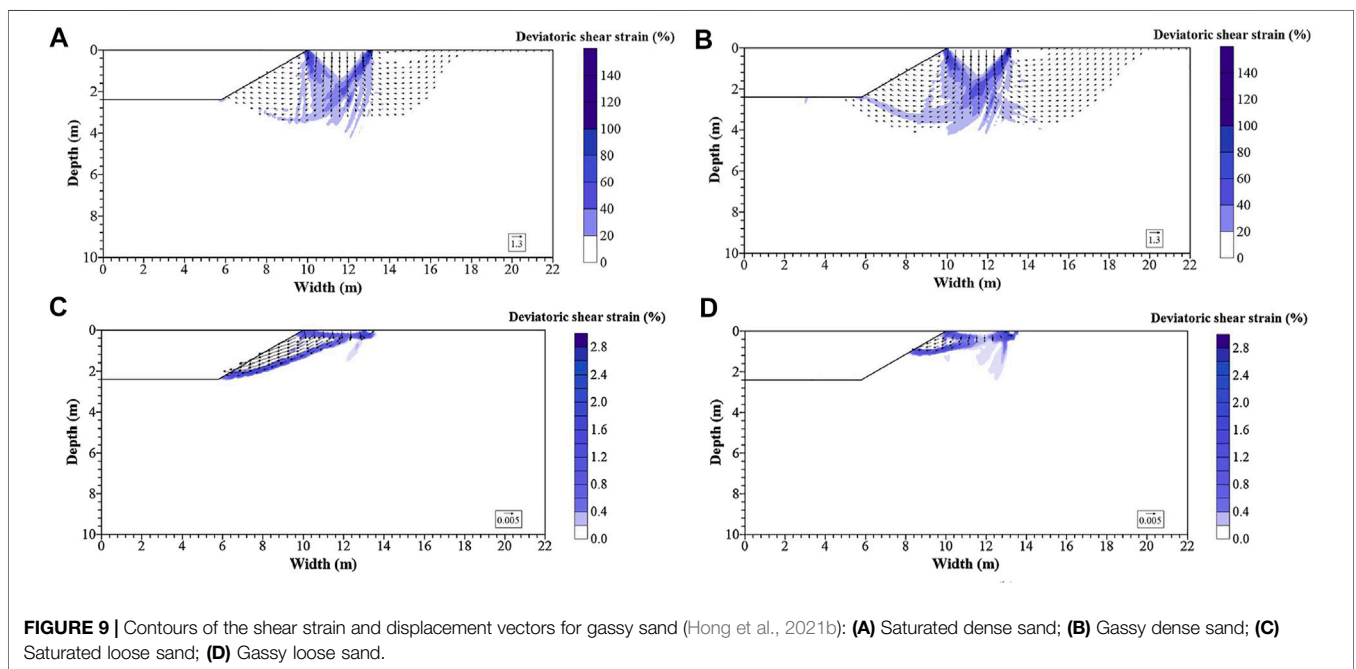 A
Deviatoric shear strain (%)
0
2
4
6
8
10
Depth (m)
0 2 4 6 8 10 12 14 16 18 20 22
Width (m)
1.3
140
120
100
80
60
40
20
0
B
Deviatoric shear strain (%)
0
2
4
6
8
10
Depth (m)
0 2 4 6 8 10 12 14 16 18 20 22
Width (m)
1.3
140
120
100
80
60
40
20
0
C
Deviatoric shear strain (%)
0
2
4
6
8
10
Depth (m)
0 2 4 6 8 10 12 14 16 18 20 22
Width (m)
0.005
2.8
2.4
2.0
1.6
1.2
0.8
0.4
0.0
D
Deviatoric shear strain (%)
0
2
4
6
8
10
Depth (m)
0 2 4 6 8 10 12 14 16 18 20 22
Width (m)
0.005
2.8
2.4
2.0
1.6
1.2
0.8
0.4
0.0
FIGURE 9 | Contours of the shear strain and displacement vectors for gassy sand (Hong et al., 2021b): (A) Saturated dense sand; (B) Gassy dense sand; (C)
Saturated loose sand; (D) Gassy loose sand.